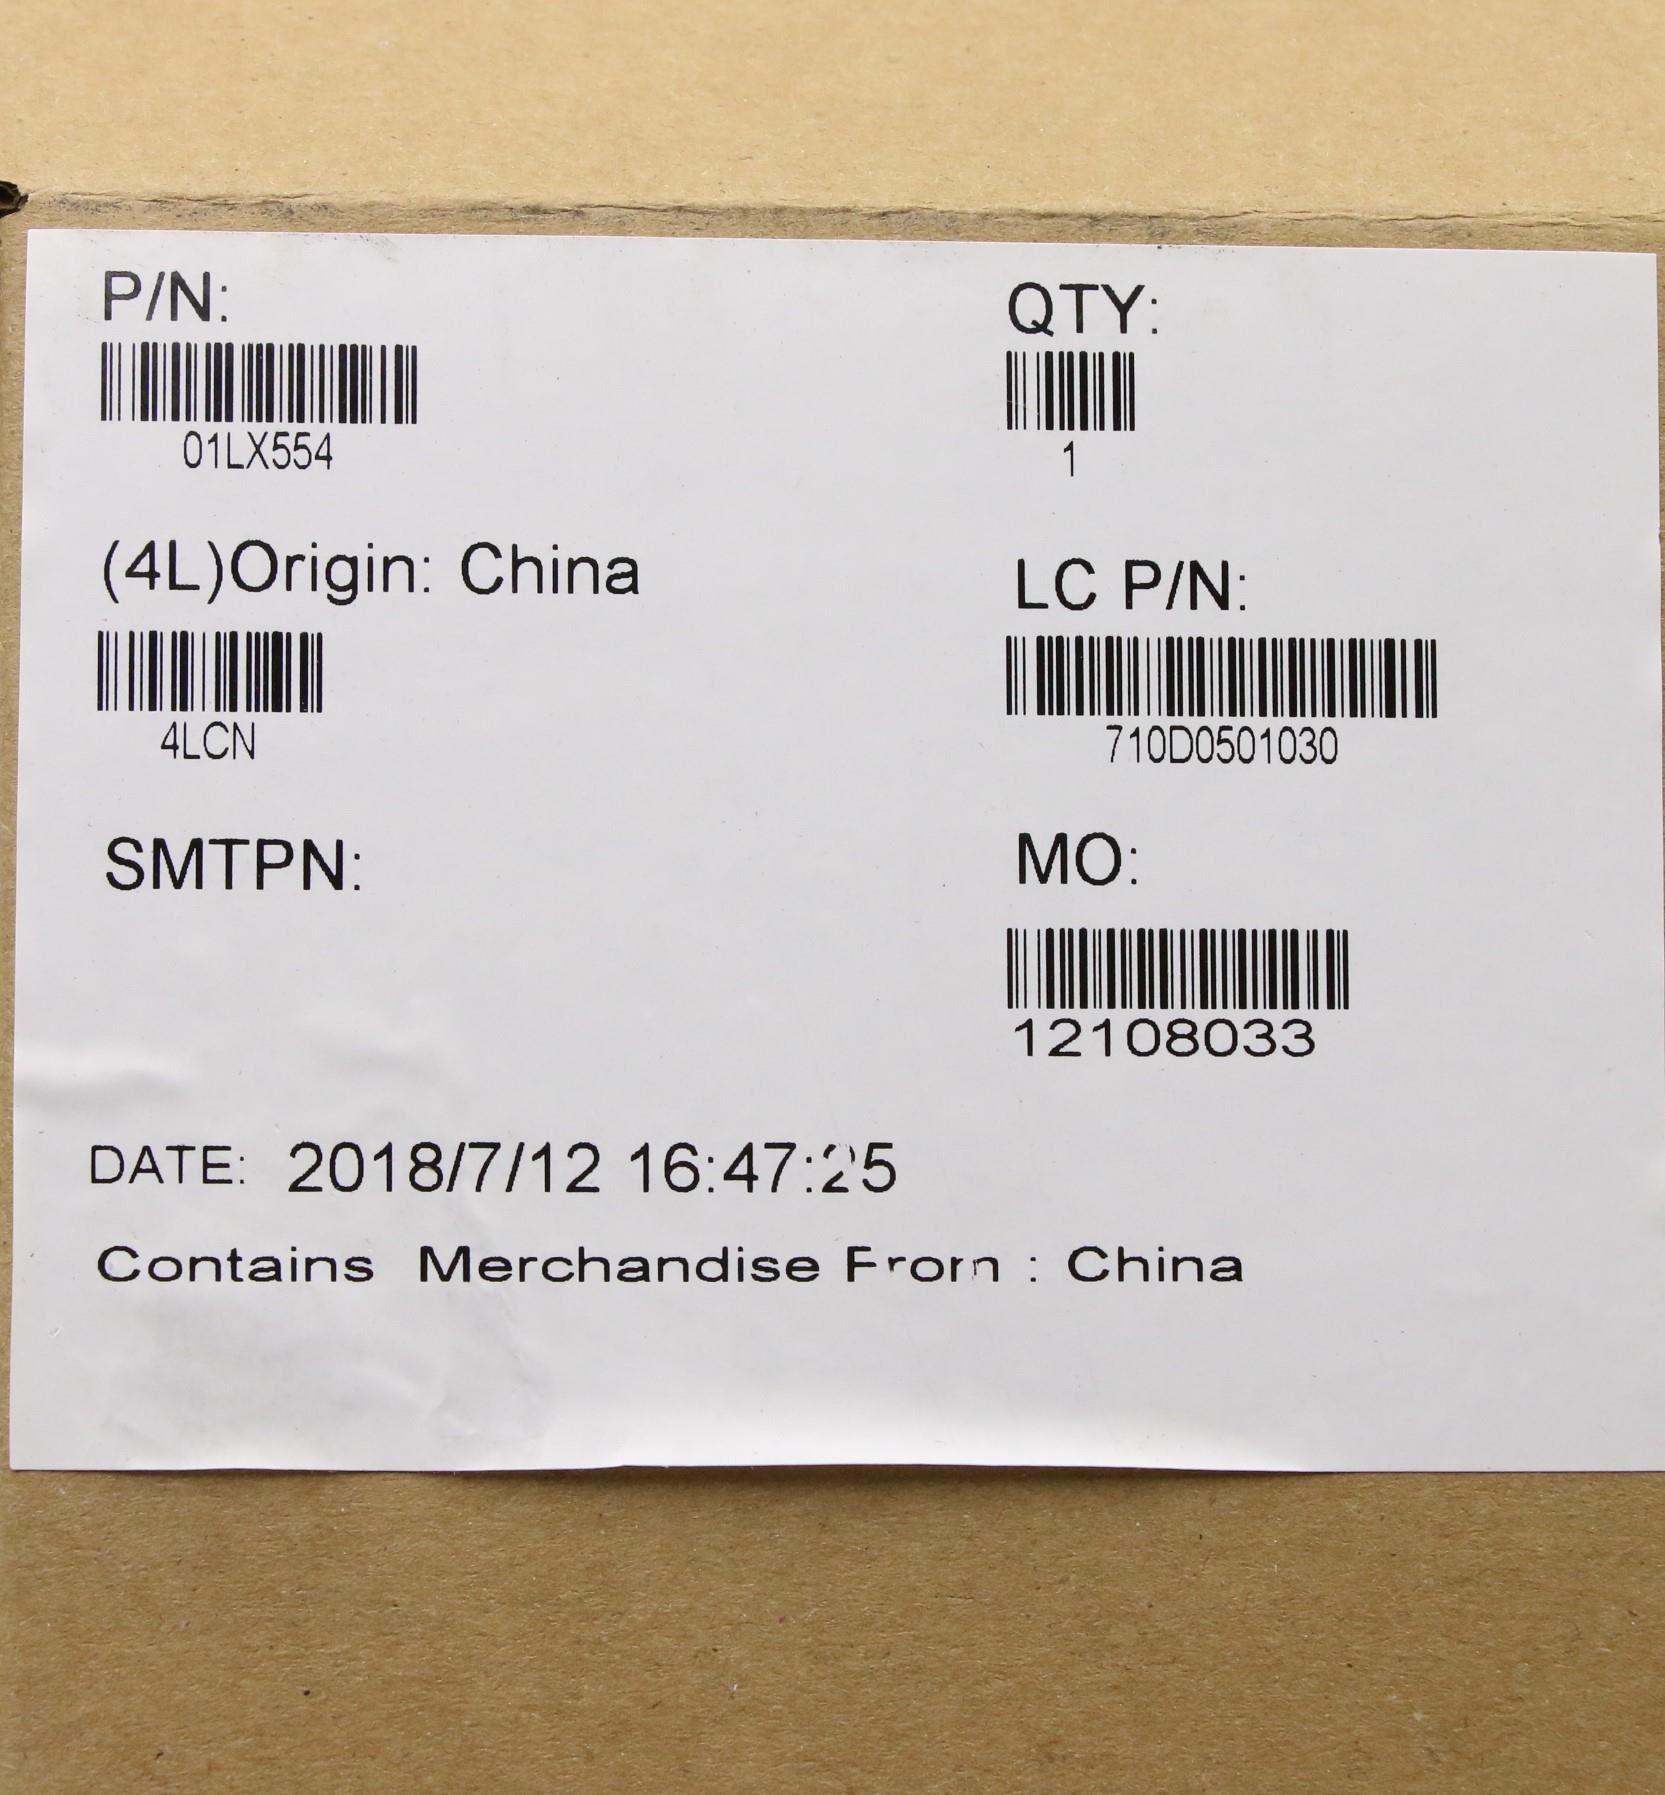 P/N:
01LX554
QTY:
1
(4L)Origin: China
4LCN
LC P/N:
710D0501030
SMTPN:
MO:
12108033
DATE: 2018/7/12 16:47:25
Contains Merchandise From : China